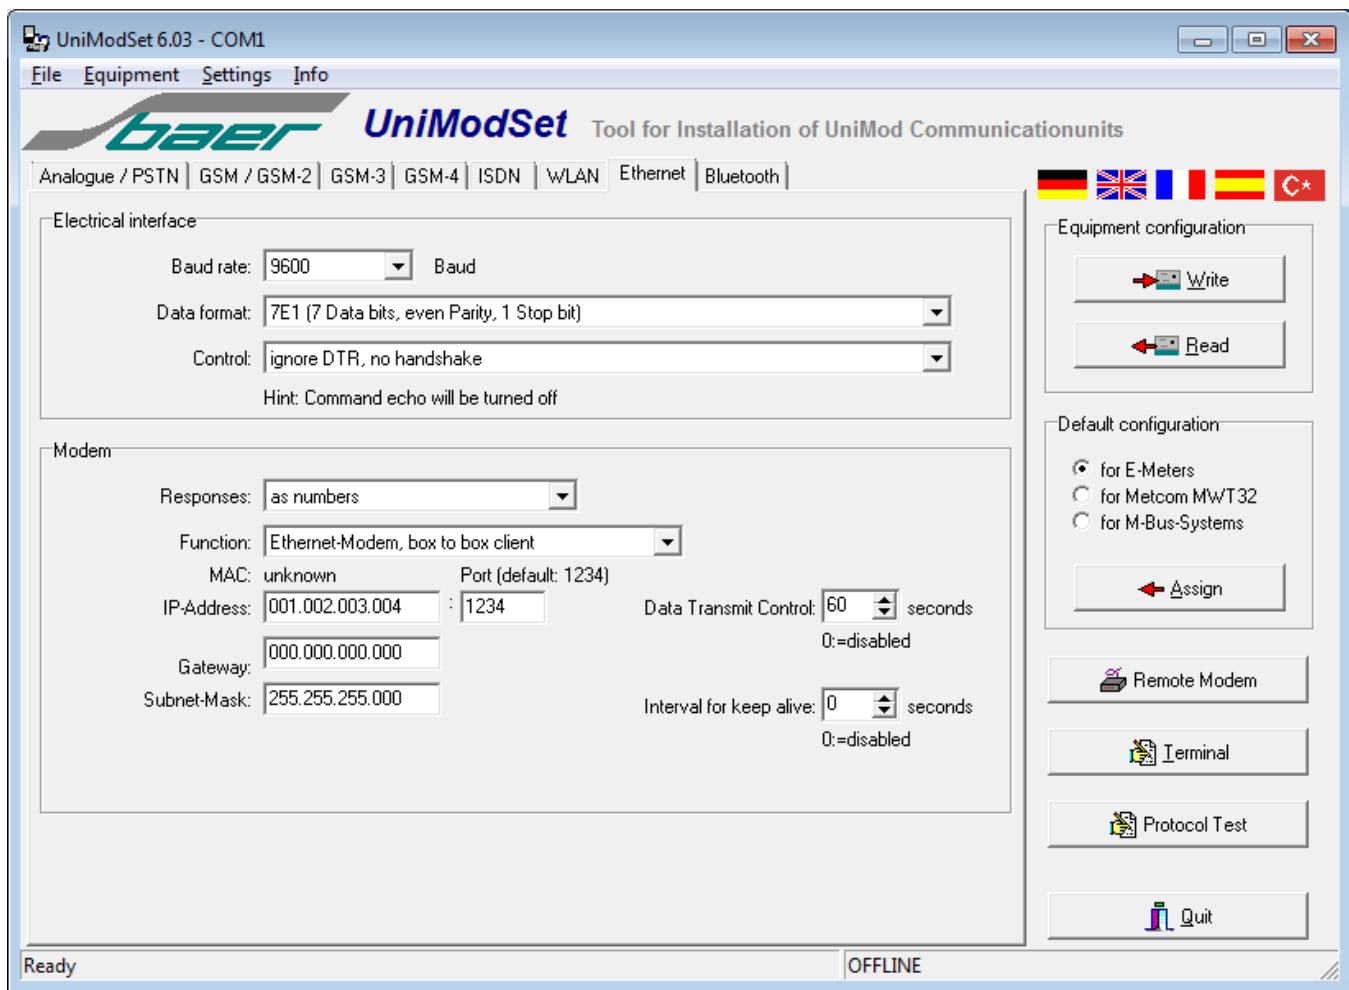 UniModSet 6.03 - COM1
File Equipment Settings Info
baer UniModSet Tool for Installation of UniMod Communicationunits
Analogue / PSTN GSM / GSM-2 GSM-3 GSM-4 ISDN WLAN Ethernet Bluetooth
Electrical interface
Baud rate: 9600 Baud
Data format: 7E1 (7 Data bits, even Parity, 1 Stop bit)
Control: ignore DTR, no handshake
Hint: Command echo will be turned off
Modem
Responses: as numbers
Function: Ethernet-Modem, box to box client
MAC: unknown Port (default: 1234)
IP-Address: 001.002.003.004 : 1234 Data Transmit Control: 60 seconds
0:=disabled
Gateway: 000.000.000.000
Subnet-Mask: 255.255.255.000 Interval for keep alive: 0 seconds
0:=disabled
Equipment configuration
Write
Read
Default configuration
for E-Meters
for Metcom MWT32
for M-Bus-Systems
Assign
Remote Modem
Terminal
Protocol Test
Quit
Ready OFFLINE